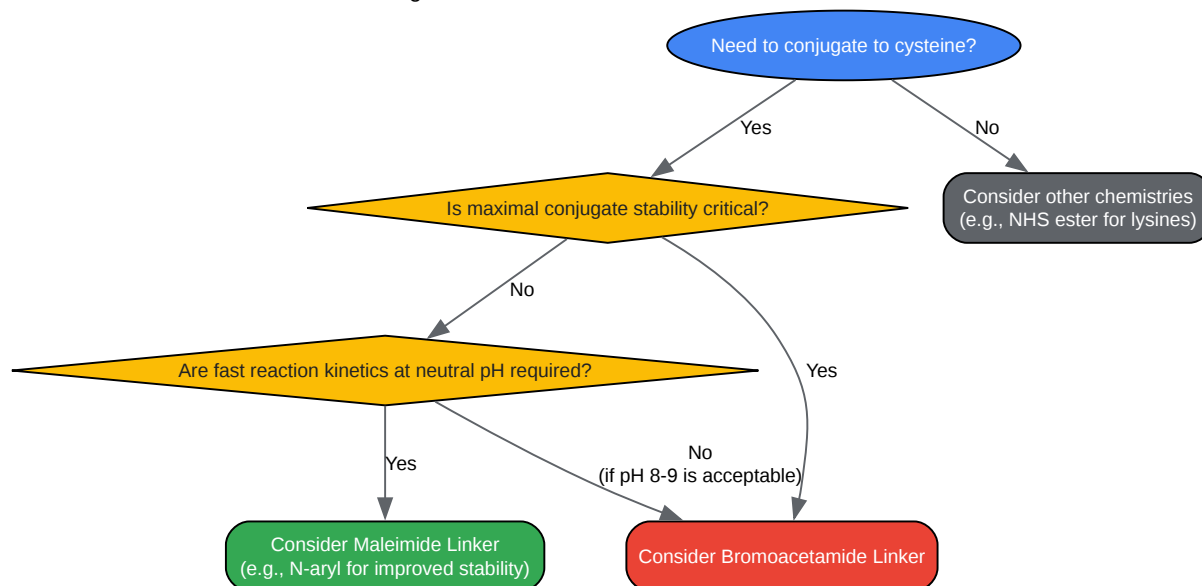 Need to conjugate to cysteine?
Yes
No
Is maximal conjugate stability critical?
Consider other chemistries
(e.g., NHS ester for lysines)
No
Are fast reaction kinetics at neutral pH required?
Yes
Yes
No
(if pH 8-9 is acceptable)
Consider Maleimide Linker
(e.g., N-aryl for improved stability)
Consider Bromoacetamide Linker